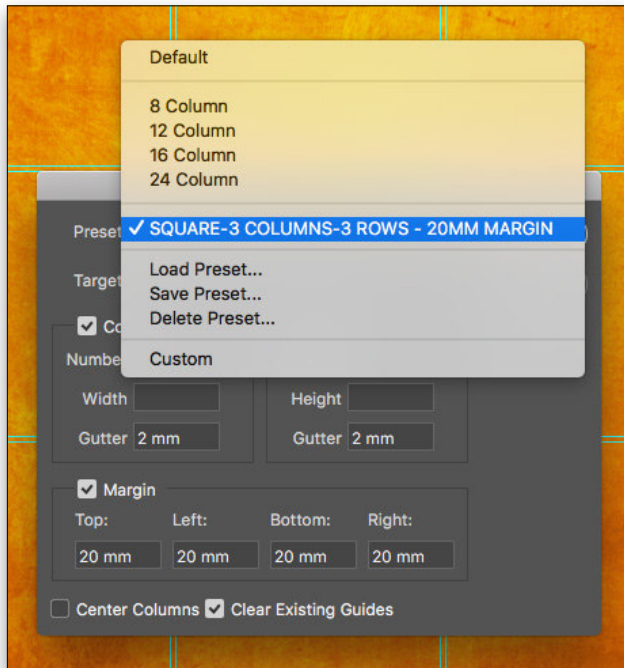 Default
8 Column
12 Column
16 Column
24 Column
Preset
✓ SQUARE-3 COLUMNS-3 ROWS - 20MM MARGIN
Target
Load Preset...
Save Preset...
Delete Preset...
Custom
Width
Height
Gutter 2 mm
Gutter 2 mm
Margin
Top: Left: Bottom: Right:
20 mm 20 mm 20 mm 20 mm
Center Columns Clear Existing Guides